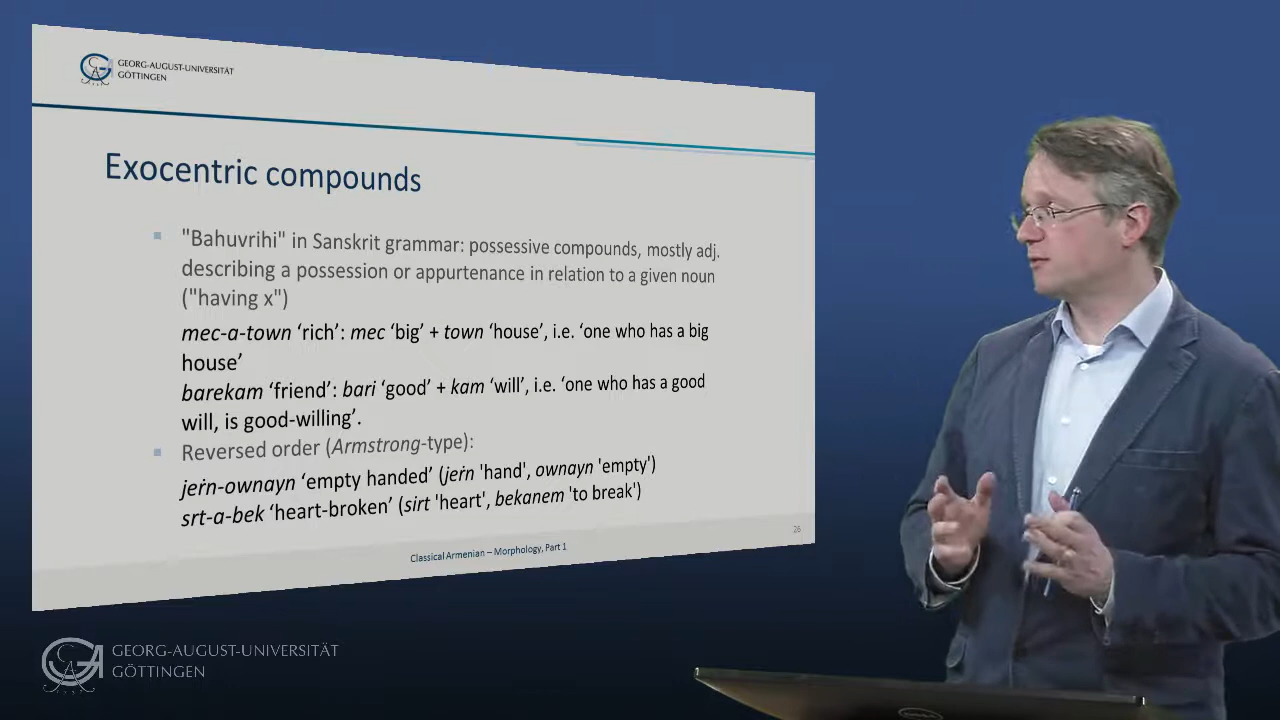 GEORG-AUGUST-UNIVERSITÄT
GÖTTINGEN
Exocentric compounds
"Bahuvrihi" in Sanskrit grammar: possessive compounds, mostly adj.
describing a possession or appurtenance in relation to a given noun
("having x")
mec-a-town ‘rich’: mec ‘big’ + town ‘house’, i.e. ‘one who has a big
house’
barekam ‘friend’: bari ‘good’ + kam ‘will’, i.e. ‘one who has a good
will, is good-willing’.
Reversed order (Armstrong-type):
jeṙn-ownayn ‘empty handed’ (jeṙn 'hand', ownayn 'empty')
srt-a-bek ‘heart-broken’ (sirt 'heart', bekanem 'to break')
26
Classical Armenian – Morphology, Part 1
GEORG-AUGUST-UNIVERSITÄT
GÖTTINGEN